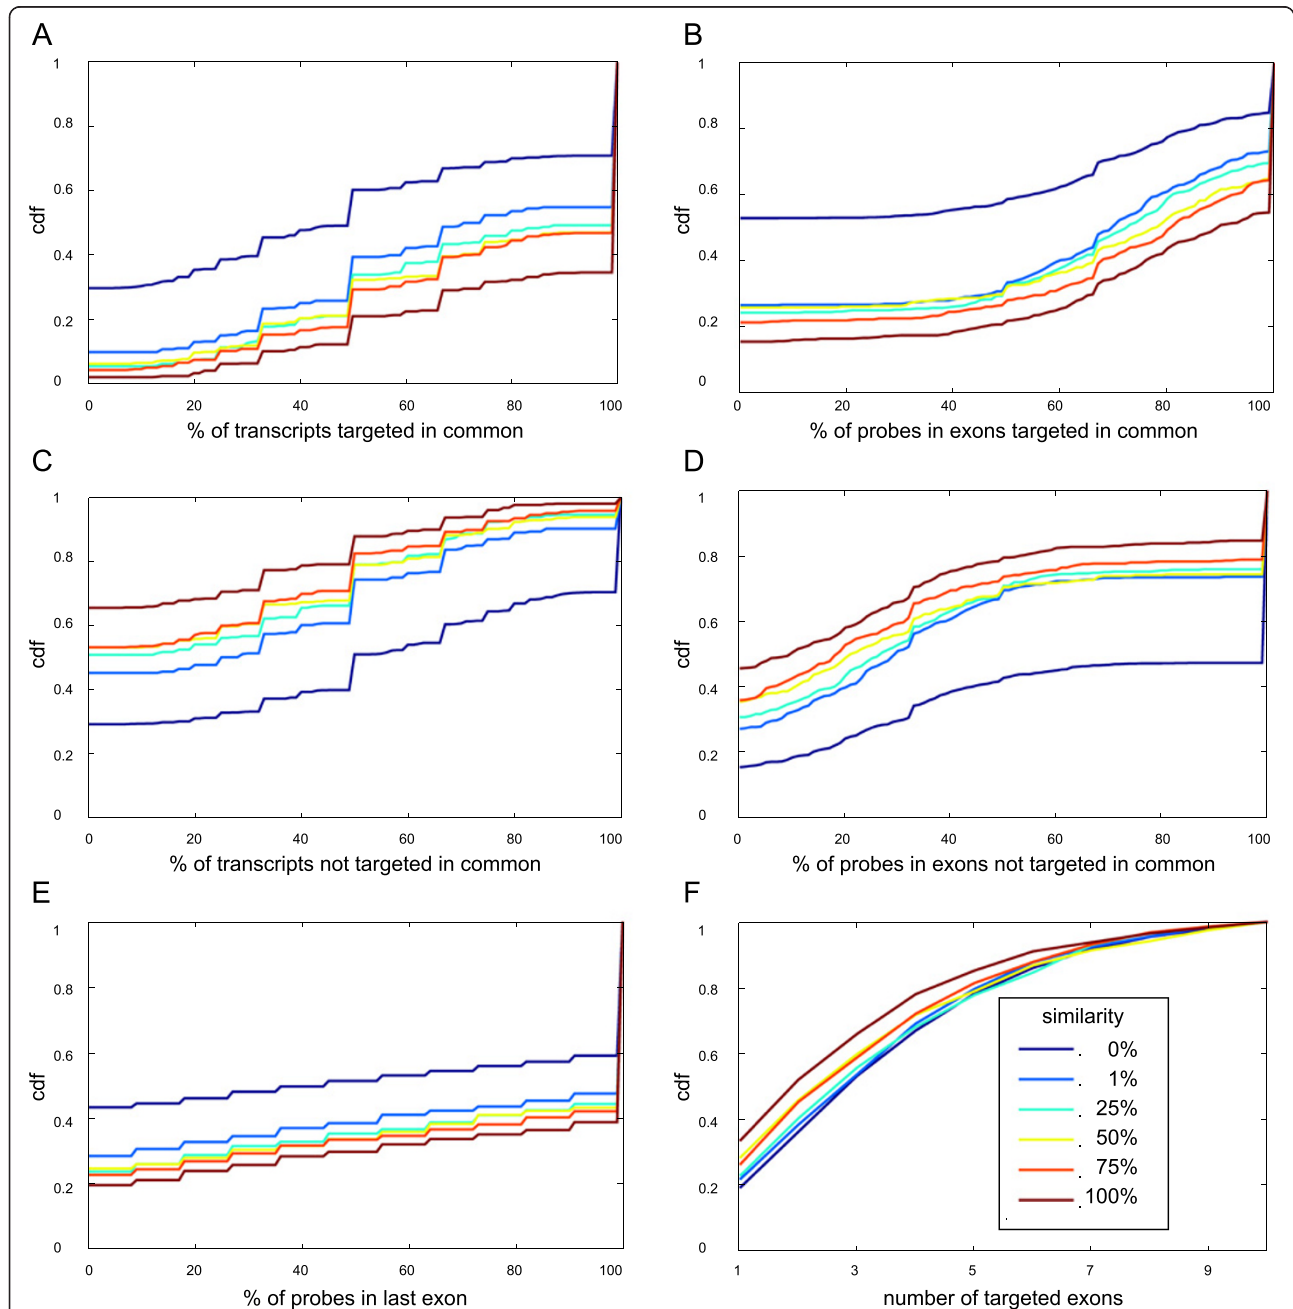 A
1
0.8
0.6
0.4
0.2
0
cdf
0 20 40 60 80 100
% of transcripts targeted in common
B
1
0.8
0.6
0.4
0.2
0
cdf
0 20 40 60 80 100
% of probes in exons targeted in common
C
1
0.8
0.6
0.4
0.2
0
cdf
0 20 40 60 80 100
% of transcripts not targeted in common
D
1
0.8
0.6
0.4
0.2
0
cdf
0 20 40 60 80 100
% of probes in exons not targeted in common
E
1
0.8
0.6
0.4
0.2
0
cdf
0 20 40 60 80 100
% of probes in last exon
F
1
0.8
0.6
0.4
0.2
0
cdf
1 3 5 7 9
number of targeted exons
similarity
0%
1%
25%
50%
75%
100%